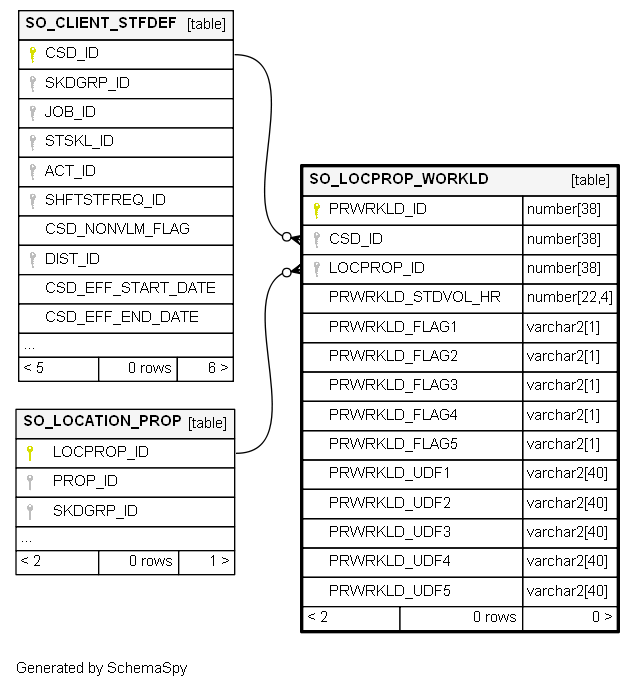 SO_CLIENT_STFDEF [table]
CSD_ID
SKDGRP_ID
JOB_ID
STSKL_ID
ACT_ID
SHFTSTFREQ_ID
CSD_NONVLM_FLAG
DIST_ID
CSD_EFF_START_DATE
CSD_EFF_END_DATE
...
< 5 0 rows 6 >
SO_LOCATION_PROP [table]
LOCPROP_ID
PROP_ID
SKDGRP_ID
...
< 2 0 rows 1 >
SO_LOCPROP_WORKLD [table]
PRWRKLD_ID number[38]
CSD_ID number[38]
LOCPROP_ID number[38]
PRWRKLD_STDVOL_HR number[22,4]
PRWRKLD_FLAG1 varchar2[1]
PRWRKLD_FLAG2 varchar2[1]
PRWRKLD_FLAG3 varchar2[1]
PRWRKLD_FLAG4 varchar2[1]
PRWRKLD_FLAG5 varchar2[1]
PRWRKLD_UDF1 varchar2[40]
PRWRKLD_UDF2 varchar2[40]
PRWRKLD_UDF3 varchar2[40]
PRWRKLD_UDF4 varchar2[40]
PRWRKLD_UDF5 varchar2[40]
< 2 0 rows 0 >
Generated by SchemaSpy